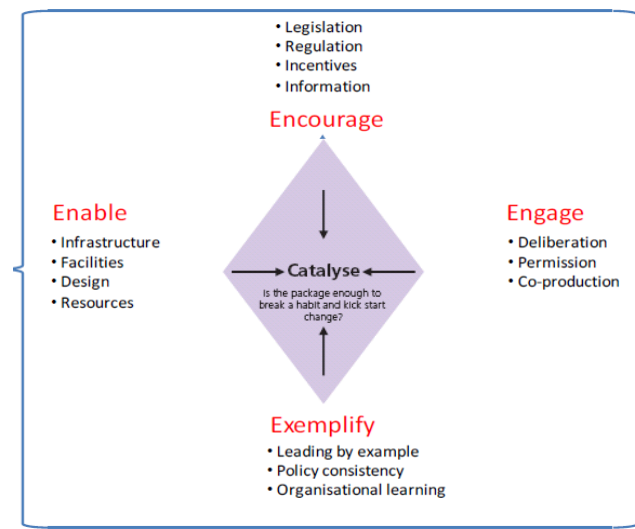 • Legislation
• Regulation
• Incentives
• Information
Encourage
Enable
• Infrastructure
• Facilities
• Design
• Resources
Catalyse
Is the package enough to
break a habit and kick start
change?
Engage
• Deliberation
• Permission
• Co-production
Exemplify
• Leading by example
• Policy consistency
• Organisational learning